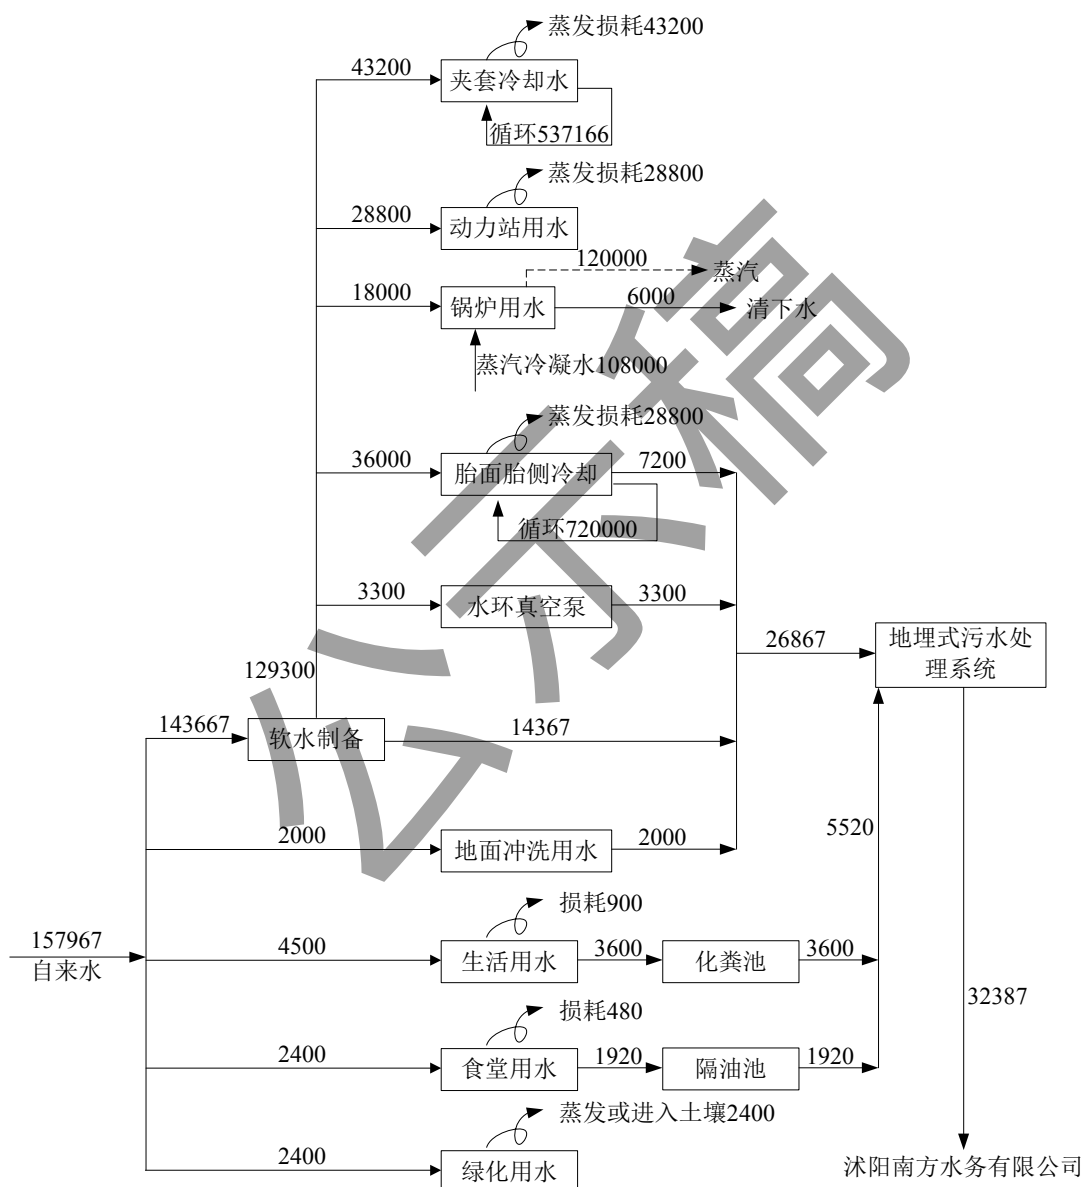 蒸发损耗43200
43200
夹套冷却水
循环537166
蒸发损耗28800
28800
动力站用水
120000
蒸汽
18000
锅炉用水
6000
清下水
蒸汽冷凝水108000
蒸发损耗28800
36000
胎面胎侧冷却
7200
循环720000
3300
水环真空泵
3300
26867
地埋式污水处
理系统
129300
143667
软水制备
14367
2000
地面冲洗用水
2000
5520
损耗900
157967
自来水
4500
生活用水
3600
化粪池
3600
32387
损耗480
2400
食堂用水
1920
隔油池
1920
蒸发或进入土壤2400
2400
绿化用水
沭阳南方水务有限公司
公示稿